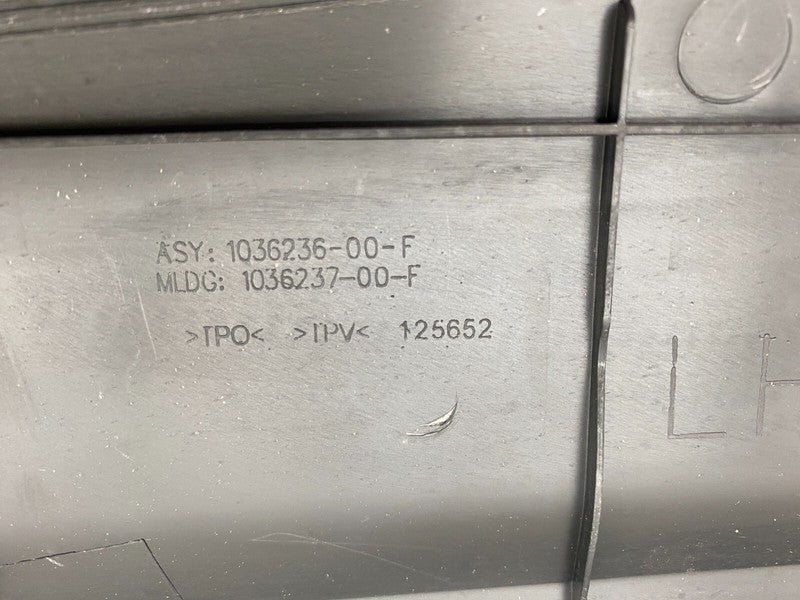 ASY: 1036236-00-F
MLDG: 1036237-00-F
>TPO< >TPV< 125652
LH